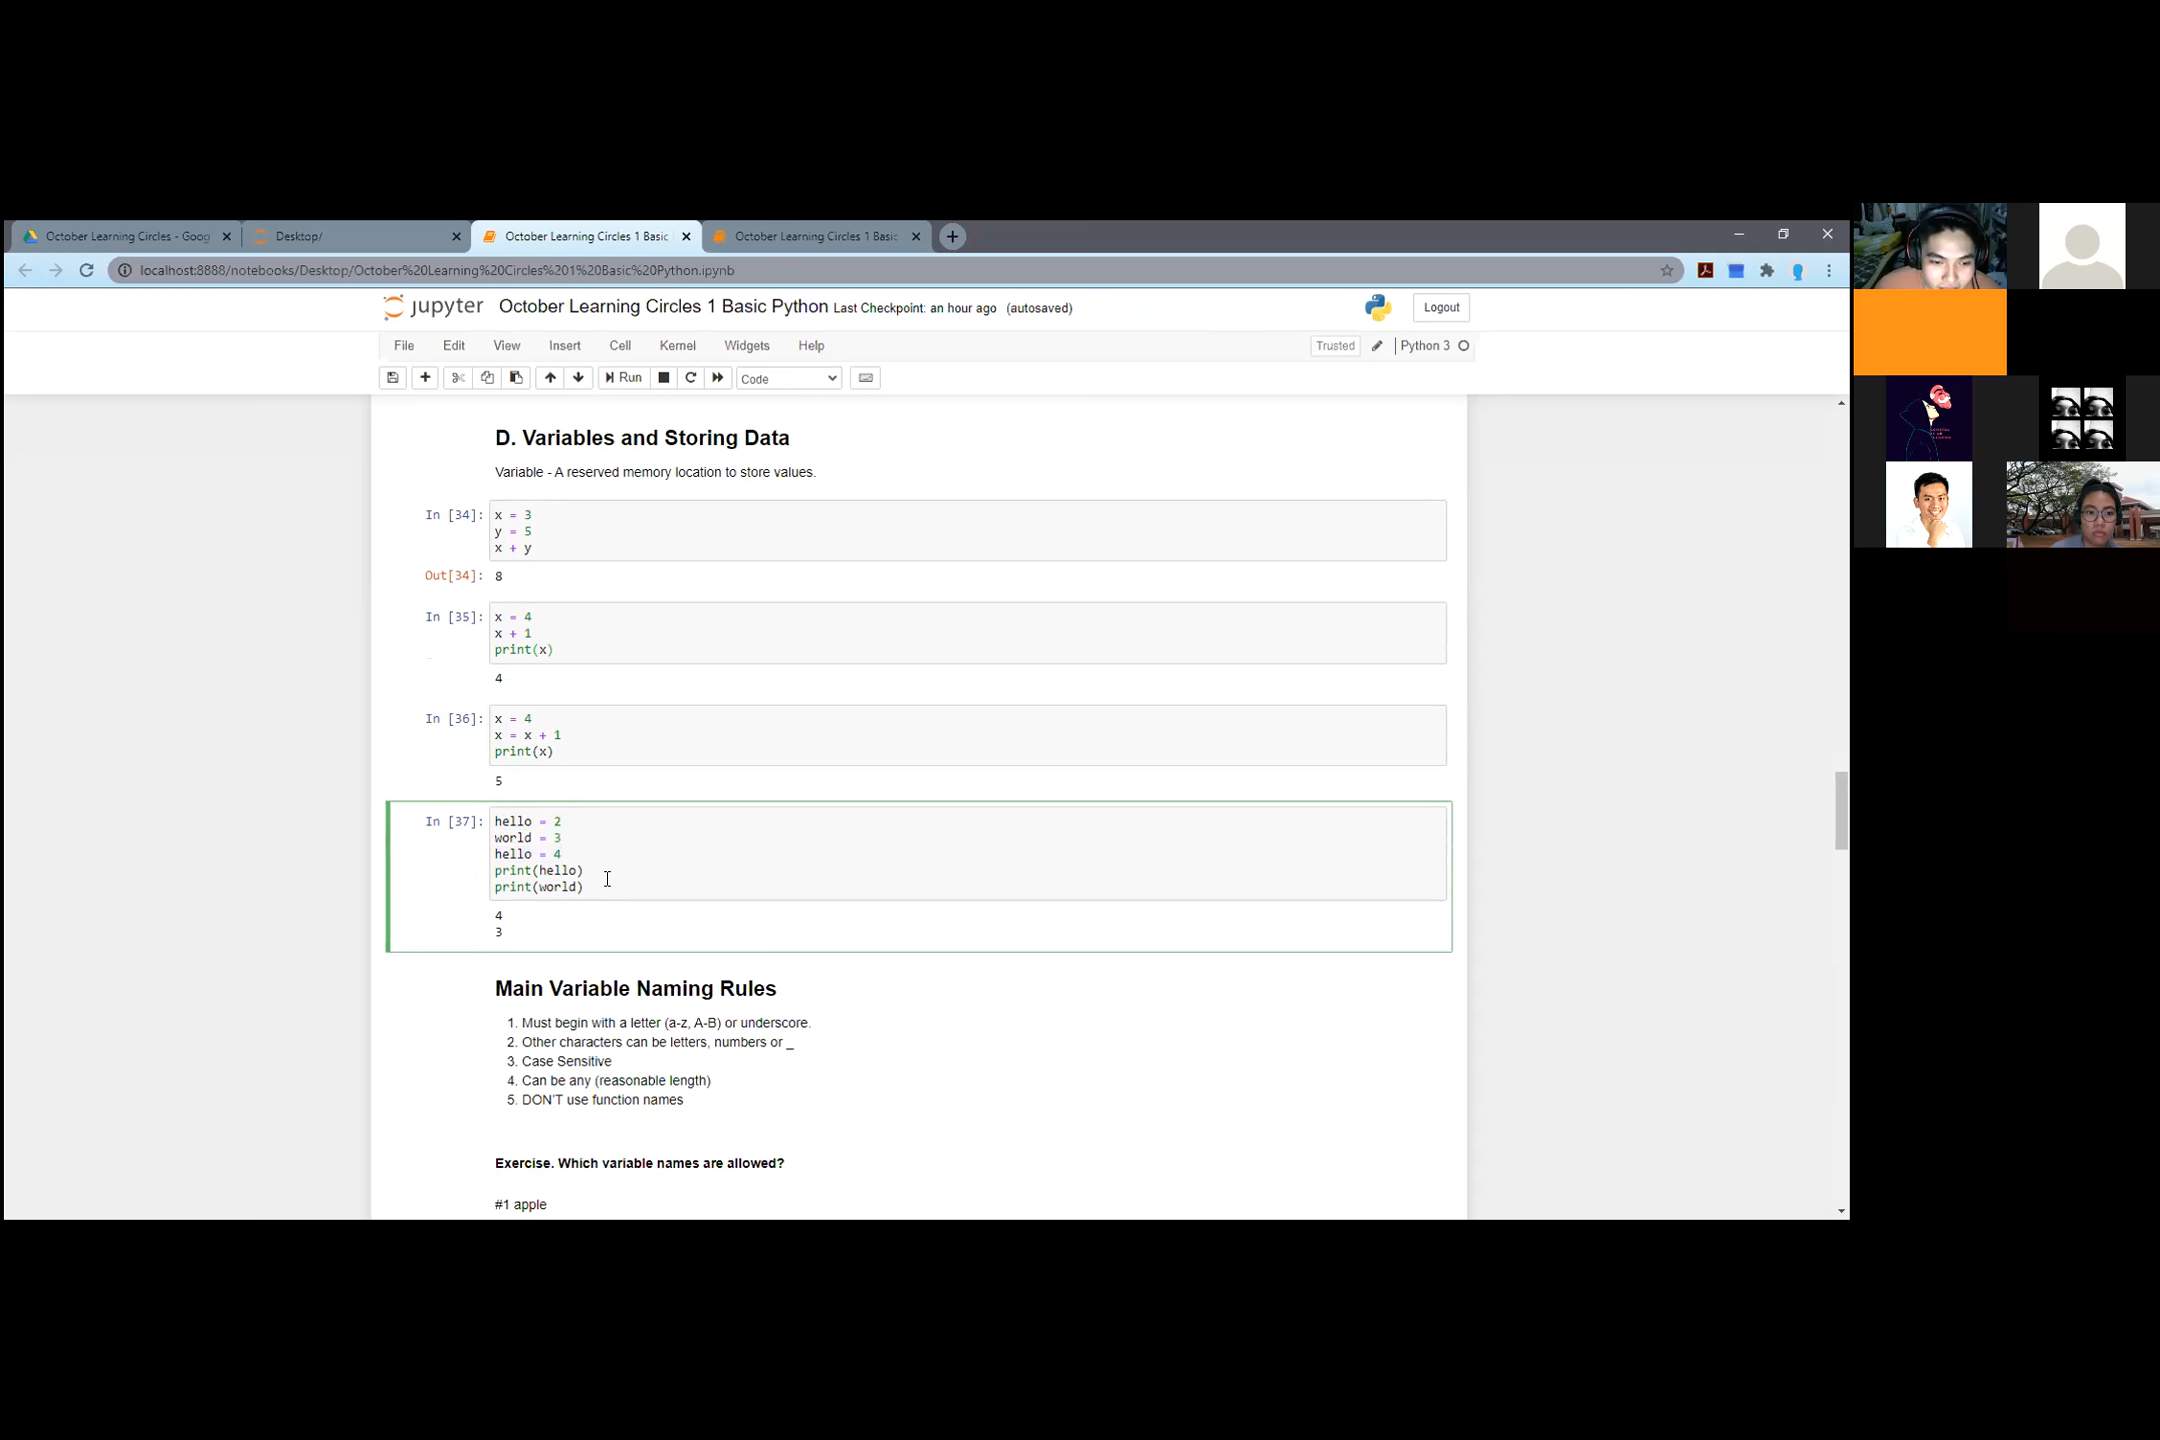 October Learning Circles - Goog
Desktop/
October Learning Circles 1 Basic
October Learning Circles 1 Basic
localhost:8888/notebooks/Desktop/October%20Learning%20Circles%201%20Basic%20Python.ipynb
jupyter October Learning Circles 1 Basic Python Last Checkpoint: an hour ago (autosaved)
Logout
File Edit View Insert Cell Kernel Widgets Help
Trusted Python 3
Run Code
D. Variables and Storing Data
Variable - A reserved memory location to store values.
In [34]: x = 3
y = 5
x + y
Out[34]: 8
In [35]: x = 4
x + 1
print(x)
4
In [36]: x = 4
x = x + 1
print(x)
5
In [37]: hello = 2
world = 3
hello = 4
print(hello)
print(world)
4
3
Main Variable Naming Rules
1. Must begin with a letter (a-z, A-B) or underscore.
2. Other characters can be letters, numbers or _
3. Case Sensitive
4. Can be any (reasonable length)
5. DON'T use function names
Exercise. Which variable names are allowed?
#1 apple